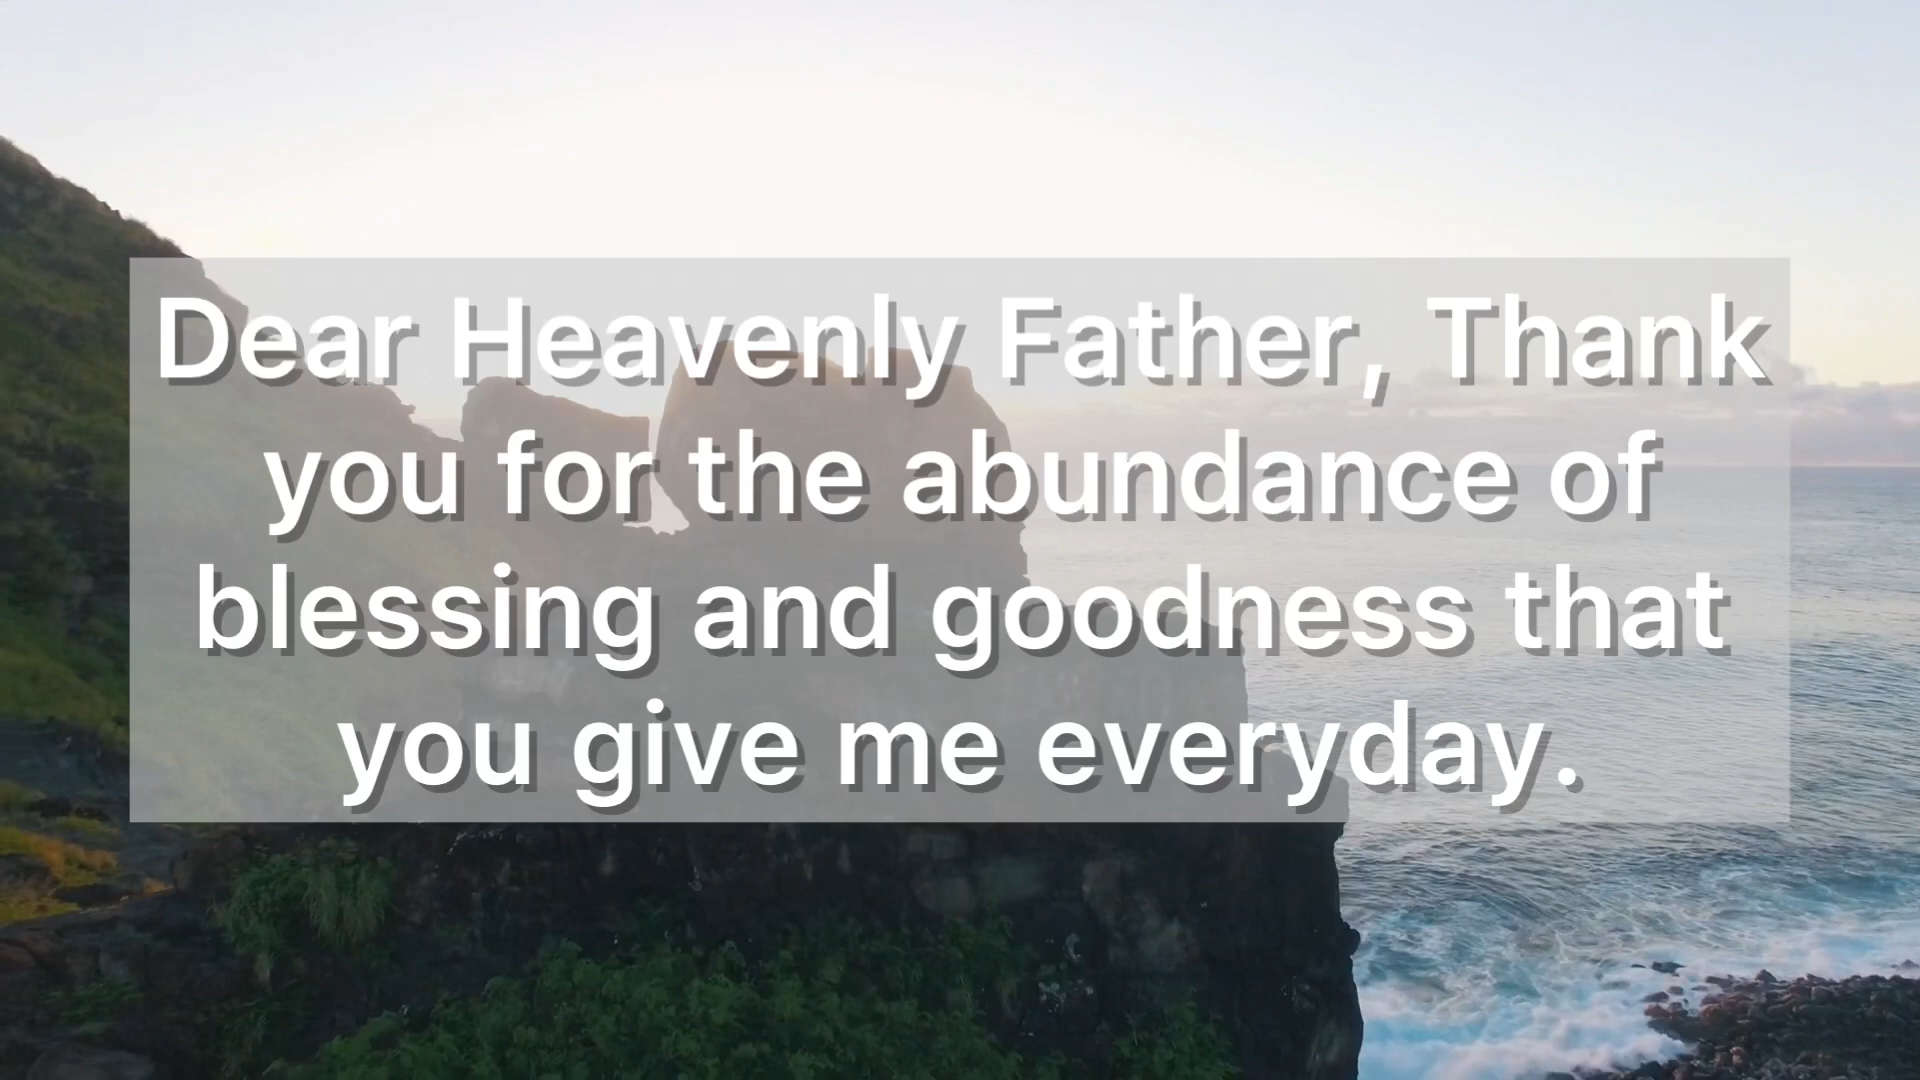 Dear Heavenly Father, Thank
you for the abundance of
blessing and goodness that
you give me everyday.